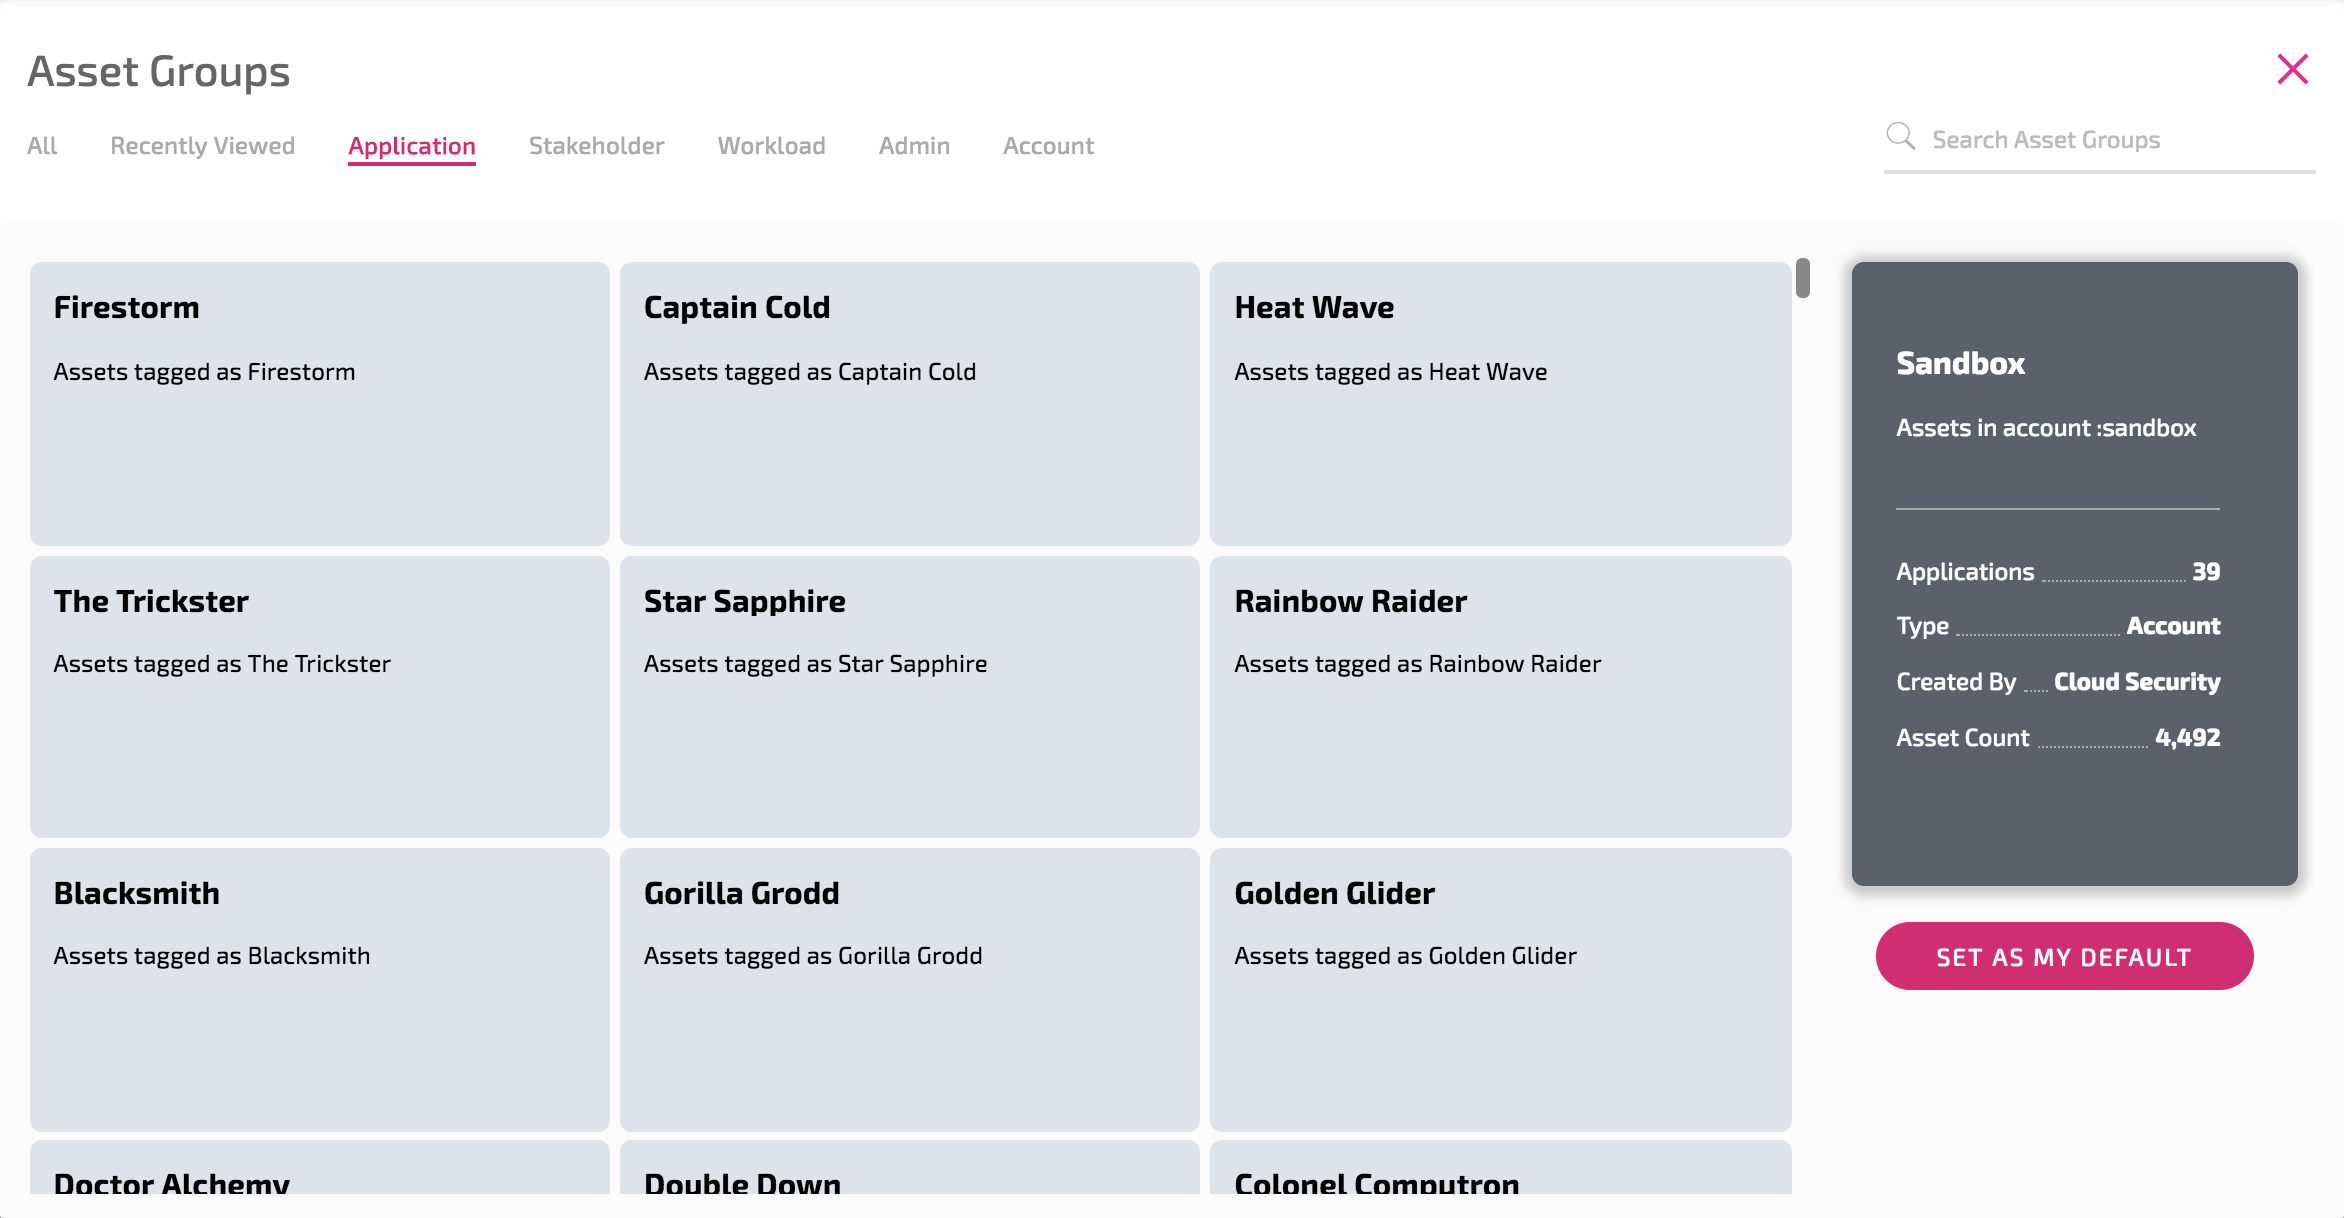 Asset Groups
All Recently Viewed Application Stakeholder Workload Admin Account
Search Asset Groups
Firestorm
Assets tagged as Firestorm
Captain Cold
Assets tagged as Captain Cold
Heat Wave
Assets tagged as Heat Wave
The Trickster
Assets tagged as The Trickster
Star Sapphire
Assets tagged as Star Sapphire
Rainbow Raider
Assets tagged as Rainbow Raider
Blacksmith
Assets tagged as Blacksmith
Gorilla Grodd
Assets tagged as Gorilla Grodd
Golden Glider
Assets tagged as Golden Glider
Doctor Alchemy
Double Down
Colonel Computron
Sandbox
Assets in account :sandbox
Applications 39
Type Account
Created By Cloud Security
Asset Count 4,492
SET AS MY DEFAULT